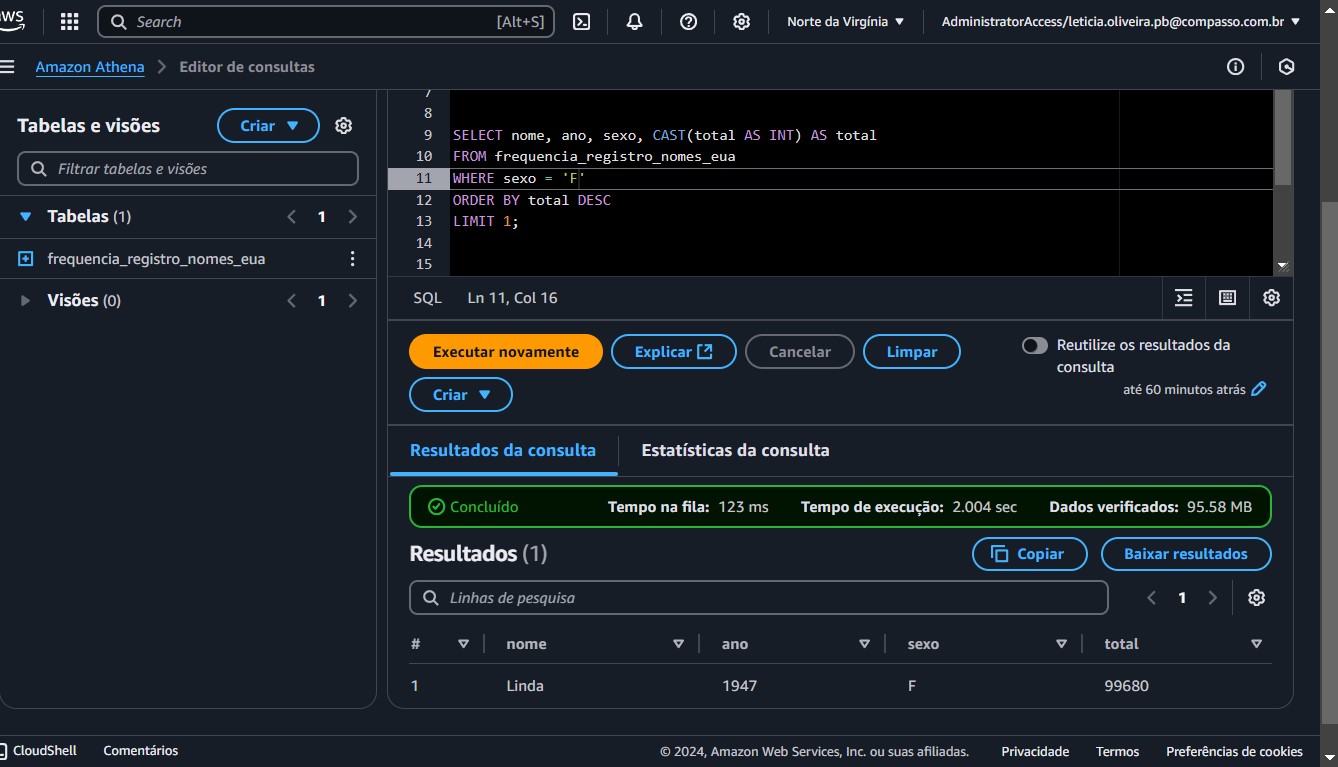 aws
Search [Alt+S] Norte da Virgínia AdministratorAccess/leticia.oliveira.pb@compasso.com.br
Amazon Athena Editor de consultas
Tabelas e visões Criar
Filtrar tabelas e visões
Tabelas (1) 1
frequencia_registro_nomes_eua
Visões (0) 1
7
8
9 SELECT nome, ano, sexo, CAST(total AS INT) AS total
10 FROM frequencia_registro_nomes_eua
11 WHERE sexo = 'F'
12 ORDER BY total DESC
13 LIMIT 1;
14
15
SQL Ln 11, Col 16
Executar novamente Explicar Cancelar Limpar
Criar
Reutilize os resultados da
consulta
até 60 minutos atrás
Resultados da consulta Estatísticas da consulta
Concluído Tempo na fila: 123 ms Tempo de execução: 2.004 sec Dados verificados: 95.58 MB
Resultados (1) Copiar Baixar resultados
Linhas de pesquisa 1
# nome ano sexo total
1 Linda 1947 F 99680
CloudShell Comentários © 2024, Amazon Web Services, Inc. ou suas afiliadas. Privacidade Termos Preferências de cookies